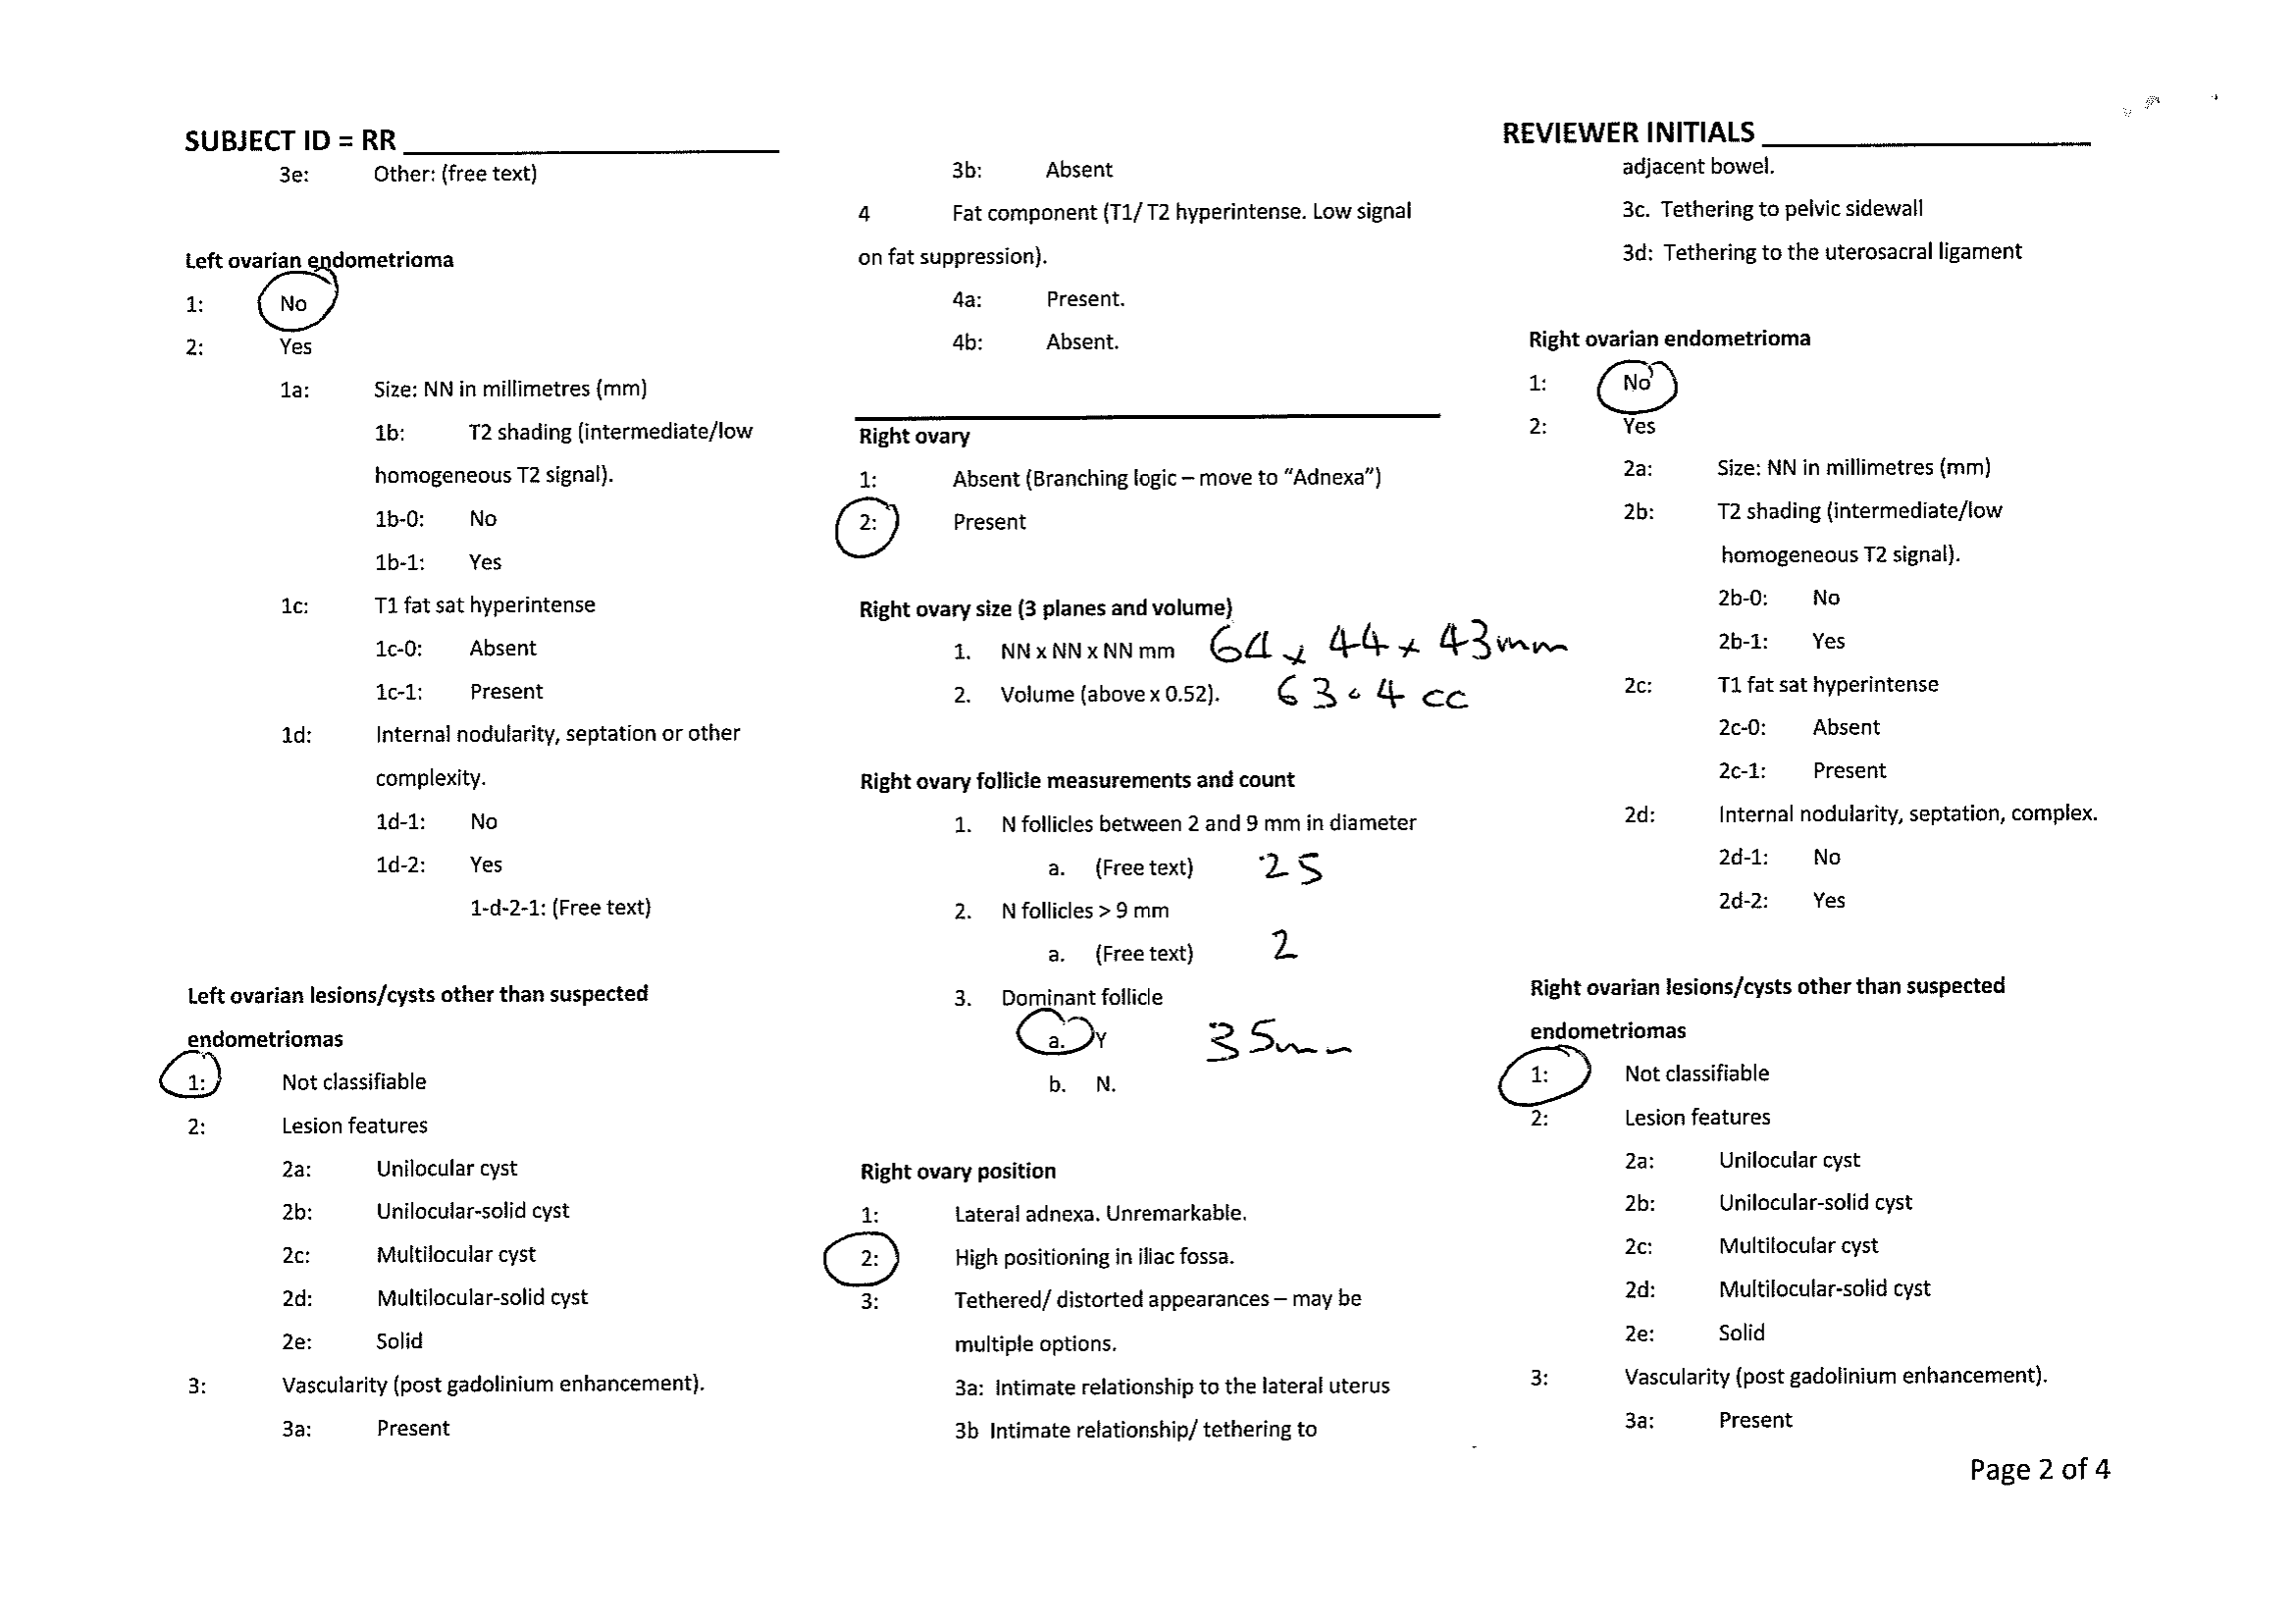 SUBJECT ID = RR
3e: Other: (free text)
Left ovarian endometrioma
1: No
2: Yes
1a: Size: NN in millimetres (mm)
1b: T2 shading (intermediate/low
homogeneous T2 signal).
1b-0: No
1b-1: Yes
1c: T1 fat sat hyperintense
1c-0: Absent
1c-1: Present
1d: Internal nodularity, septation or other
complexity.
1d-1: No
1d-2: Yes
1-d-2-1: (Free text)
Left ovarian lesions/cysts other than suspected
endometriomas
1: Not classifiable
2: Lesion features
2a: Unilocular cyst
2b: Unilocular-solid cyst
2c: Multilocular cyst
2d: Multilocular-solid cyst
2e: Solid
3: Vascularity (post gadolinium enhancement).
3a: Present
3b: Absent
4 Fat component (T1/ T2 hyperintense. Low signal
on fat suppression).
4a: Present.
4b: Absent.
Right ovary
1: Absent (Branching logic – move to “Adnexa”)
2: Present
Right ovary size (3 planes and volume)
1. NN x NN x NN mm 64 x 44 x 43mm
2. Volume (above x 0.52). 63.4 cc
Right ovary follicle measurements and count
1. N follicles between 2 and 9 mm in diameter
a. (Free text) 25
2. N follicles > 9 mm
a. (Free text) 2
3. Dominant follicle
a. Y 35mm
b. N.
Right ovary position
1: Lateral adnexa. Unremarkable.
2: High positioning in iliac fossa.
3: Tethered/ distorted appearances – may be
multiple options.
3a: Intimate relationship to the lateral uterus
3b Intimate relationship/ tethering to
REVIEWER INITIALS
adjacent bowel.
3c. Tethering to pelvic sidewall
3d: Tethering to the uterosacral ligament
Right ovarian endometrioma
1: No
2: Yes
2a: Size: NN in millimetres (mm)
2b: T2 shading (intermediate/low
homogeneous T2 signal).
2b-0: No
2b-1: Yes
2c: T1 fat sat hyperintense
2c-0: Absent
2c-1: Present
2d: Internal nodularity, septation, complex.
2d-1: No
2d-2: Yes
Right ovarian lesions/cysts other than suspected
endometriomas
1: Not classifiable
2: Lesion features
2a: Unilocular cyst
2b: Unilocular-solid cyst
2c: Multilocular cyst
2d: Multilocular-solid cyst
2e: Solid
3: Vascularity (post gadolinium enhancement).
3a: Present
Page 2 of 4